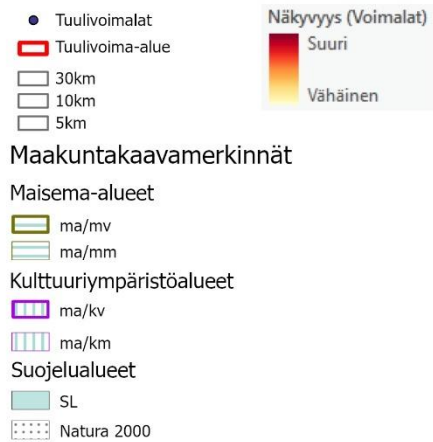 Tuulivoimalat
Tuulivoima-alue
30km
10km
5km
Maakuntakaavamerkinnät
Maisema-alueet
ma/mv
ma/mm
Kulttuuriympäristöalueet
ma/kv
ma/km
Suojelualueet
SL
Natura 2000
Näkyvyys (Voimalat)
Suuri
Vähäinen